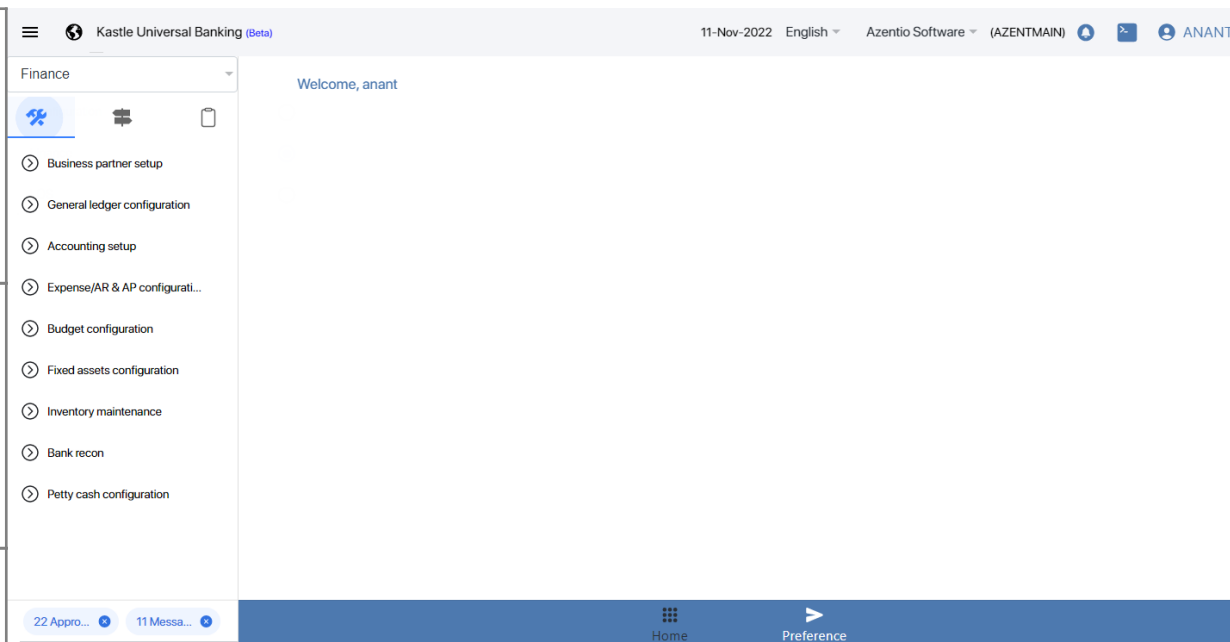 Kastle Universal Banking (Beta)
11-Nov-2022 English Azentio Software (AZENTMAIN) ANANT
Finance
Welcome, anant
Business partner setup
General ledger configuration
Accounting setup
Expense/AR & AP configurati...
Budget configuration
Fixed assets configuration
Inventory maintenance
Bank recon
Petty cash configuration
22 Appro... 11 Messa...
Home Preference